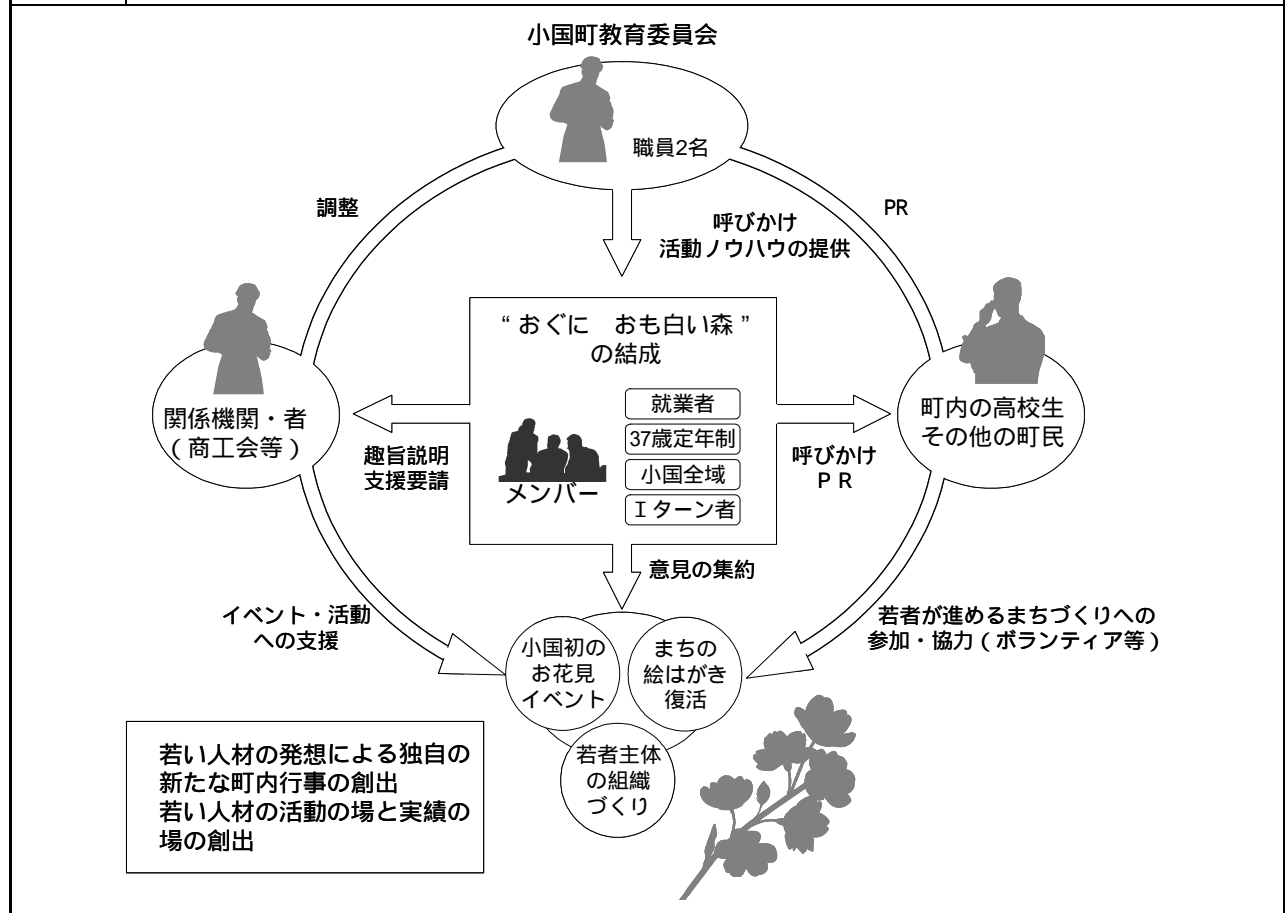 小国町教育委員会
職員2名
調整
呼びかけ
活動ノウハウの提供
PR
“おぐに　おも白い森”
の結成
就業者
37歳定年制
小国全域
Ｉターン者
メンバー
関係機関・者
（商工会等）
趣旨説明
支援要請
呼びかけ
ＰＲ
町内の高校生
その他の町民
意見の集約
イベント・活動
への支援
若者が進めるまちづくりへの
参加・協力（ボランティア等）
小国初の
お花見
イベント
まちの
絵はがき
復活
若者主体
の組織
づくり
若い人材の発想による独自の
新たな町内行事の創出
若い人材の活動の場と実績の
場の創出